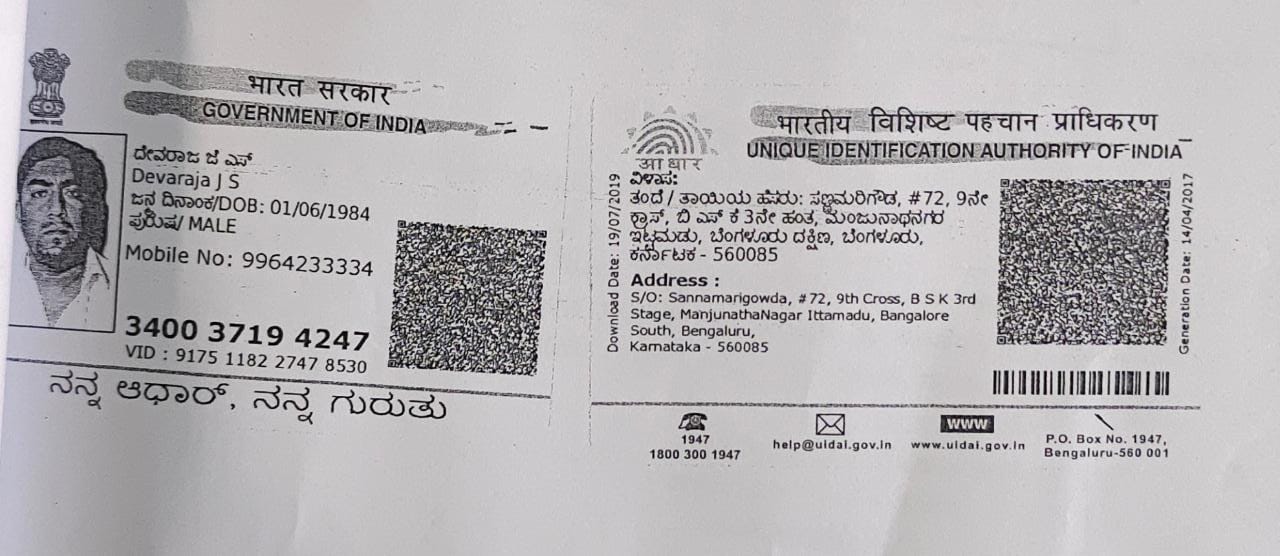 भारत सरकार
GOVERNMENT OF INDIA
ದೇವರಾಜ ಜೆ ಎಸ್
Devaraja J S
ಜನ್ಮ ದಿನಾಂಕ/DOB: 01/06/1984
ಪುರುಷ/ MALE
Mobile No: 9964233334
3400 3719 4247
VID : 9175 1182 2747 8530
ನನ್ನ ಆಧಾರ್, ನನ್ನ ಗುರುತು
आधार
भारतीय विशिष्ट पहचान प्राधिकरण
UNIQUE IDENTIFICATION AUTHORITY OF INDIA
Download Date: 19/07/2019
ವಿಳಾಸ:
ತಂದೆ / ತಾಯಿಯ ಹೆಸರು: ಸಣ್ಣಮರಿಗೌಡ, #72, 9ನೇ
ಕ್ರಾಸ್, ಬಿ ಎಸ್ ಕೆ 3ನೇ ಹಂತ, ಮಂಜುನಾಥನಗರ
ಇಟ್ಟಮಡು, ಬೆಂಗಳೂರು ದಕ್ಷಿಣ, ಬೆಂಗಳೂರು,
ಕರ್ನಾಟಕ - 560085
Address :
S/O: Sannamarigowda, #72, 9th Cross, B S K 3rd
Stage, ManjunathaNagar Ittamadu, Bangalore
South, Bengaluru,
Karnataka - 560085
Generation Date: 14/04/2017
1947
1800 300 1947
help@uidai.gov.in
www
www.uidai.gov.in
P.O. Box No. 1947,
Bengaluru-560 001